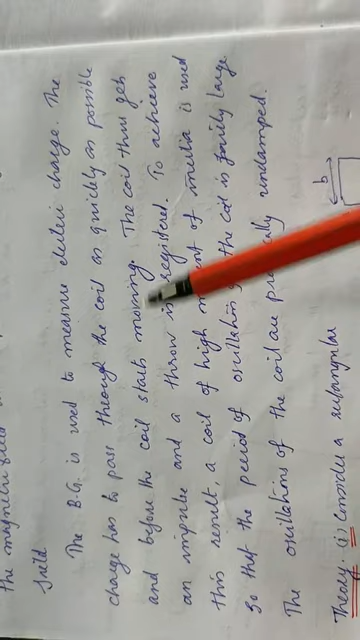 the magnetic
field.
The B.G. is used to measure electric charge. The
charge has to pass through the coil as quickly as possible
and before the coil starts moving. The coil thus gets
an impulse and a throw is registered. To achieve
this result, a coil of high moment of inertia is used
so that the period of oscillation the coil is fairly large.
The oscillations of the coil are practically undamped.
b
Theory. (i) Consider a rectangular